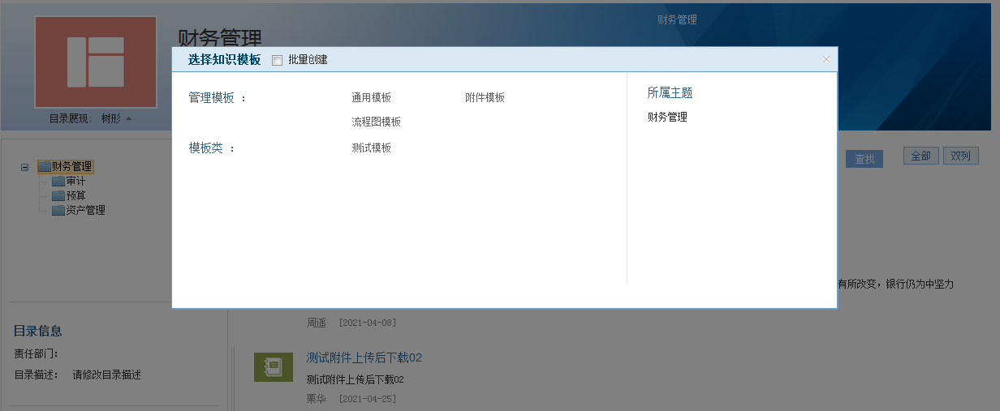 财务管理
财务管理
选择知识模板 批量创建 ×
管理模板 ： 通用模板 附件模板
流程图模板
模板类 ： 测试模板
所属主题
财务管理
目录展现： 树形
财务管理
审计
预算
资产管理
查找 全部 双列
有所改变，银行仍为中坚力
周遥 [2021-04-08]
目录信息
责任部门：
目录描述： 请修改目录描述
测试附件上传后下载02
测试附件上传后下载02
栗华 [2021-04-25]